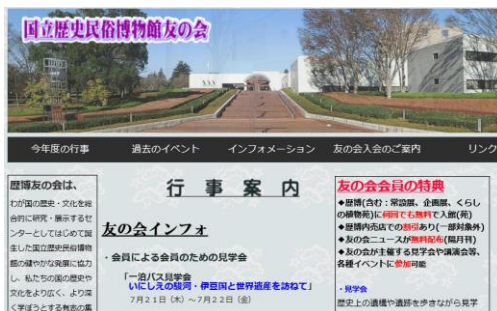 国立歴史民俗博物館友の会
今年度の行事 過去のイベント インフォメーション 友の会入会のご案内 リンク
歴博友の会は、
わが国の歴史・文化を総
合的に研究・展示するセ
ンターとしてはじめて誕
生した国立歴史民俗博物
館の健やかな発展に協力
し、私たちの国の歴史や
文化をより広く、より深
く学ぼうとする有志の集
行 事 案 内
友の会インフォ
・会員による会員のための見学会
「一泊バス見学会
いにしえの駿河・伊豆国と世界遺産を訪ねて」
7月21日（木）～7月22日（金）
友の会会員の特典
◆歴博(含む：常設展、企画展、くらし
の植物苑)に何回でも無料で入館(苑)
◆歴博内売店での割引あり(一部対象外)
◆友の会ニュースが無料配布(隔月刊)
◆友の会が主催する見学会や講演会等、
各種イベントに参加可能
・見学会
歴史上の遺構や遺跡を歩きながら見学